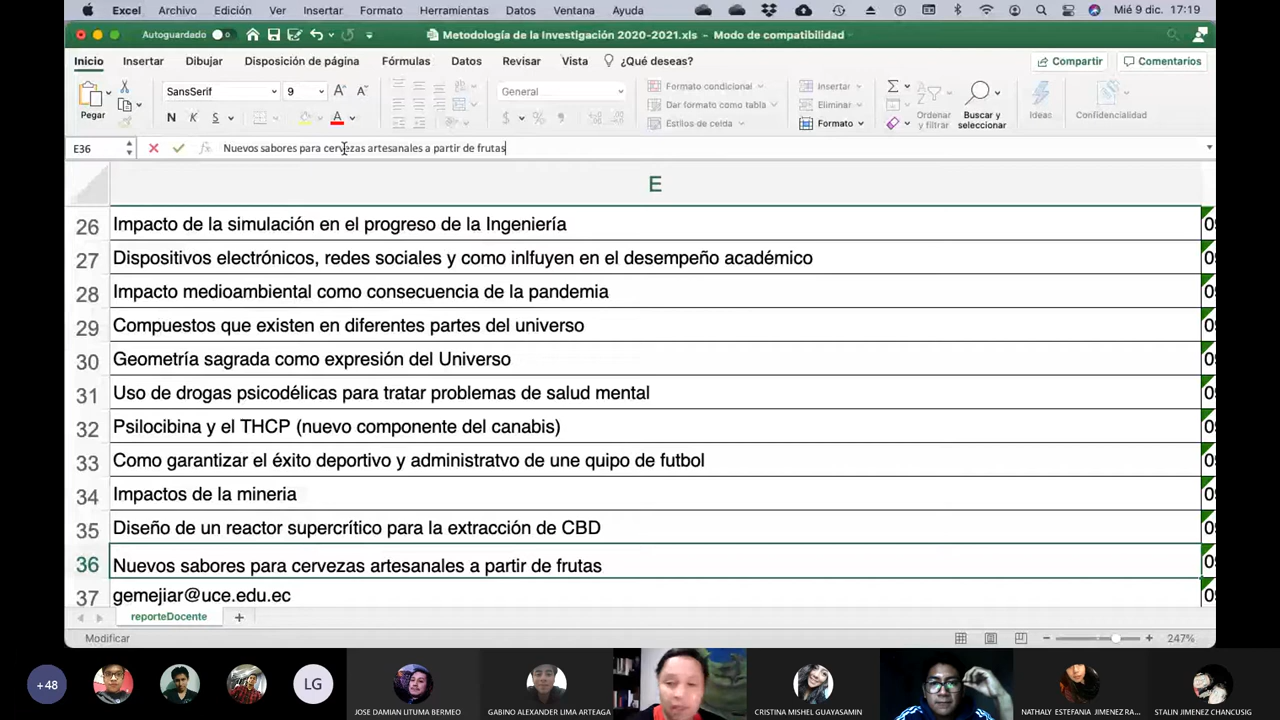 Excel Archivo Edición Ver Insertar Formato Herramientas Datos Ventana Ayuda Mié 9 dic. 17:19
Autoguardado Metodología de la Investigación 2020-2021.xls - Modo de compatibilidad
Inicio Insertar Dibujar Disposición de página Fórmulas Datos Revisar Vista ¿Qué deseas? Compartir Comentarios
Pegar
SansSerif 9
N K S
General
Formato condicional
Dar formato como tabla
Estilos de celda
Insertar
Eliminar
Formato
Ordenar y filtrar
Buscar y seleccionar
Ideas
Confidencialidad
E36 fx Nuevos sabores para cervezas artesanales a partir de frutas
E
26 Impacto de la simulación en el progreso de la Ingeniería
27 Dispositivos electrónicos, redes sociales y como inlfuyen en el desempeño académico
28 Impacto medioambiental como consecuencia de la pandemia
29 Compuestos que existen en diferentes partes del universo
30 Geometría sagrada como expresión del Universo
31 Uso de drogas psicodélicas para tratar problemas de salud mental
32 Psilocibina y el THCP (nuevo componente del canabis)
33 Como garantizar el éxito deportivo y administratvo de une quipo de futbol
34 Impactos de la mineria
35 Diseño de un reactor supercrítico para la extracción de CBD
36 Nuevos sabores para cervezas artesanales a partir de frutas
37 gemejiar@uce.edu.ec
reporteDocente
Modificar 247%
+48 LG
JOSE DAMIAN LITUMA BERMEO GABINO ALEXANDER LIMA ARTEAGA CRISTINA MISHEL GUAYASAMIN NATHALY ESTEFANIA JIMENEZ RA... STALIN JIMENEZ CHANCUSIG